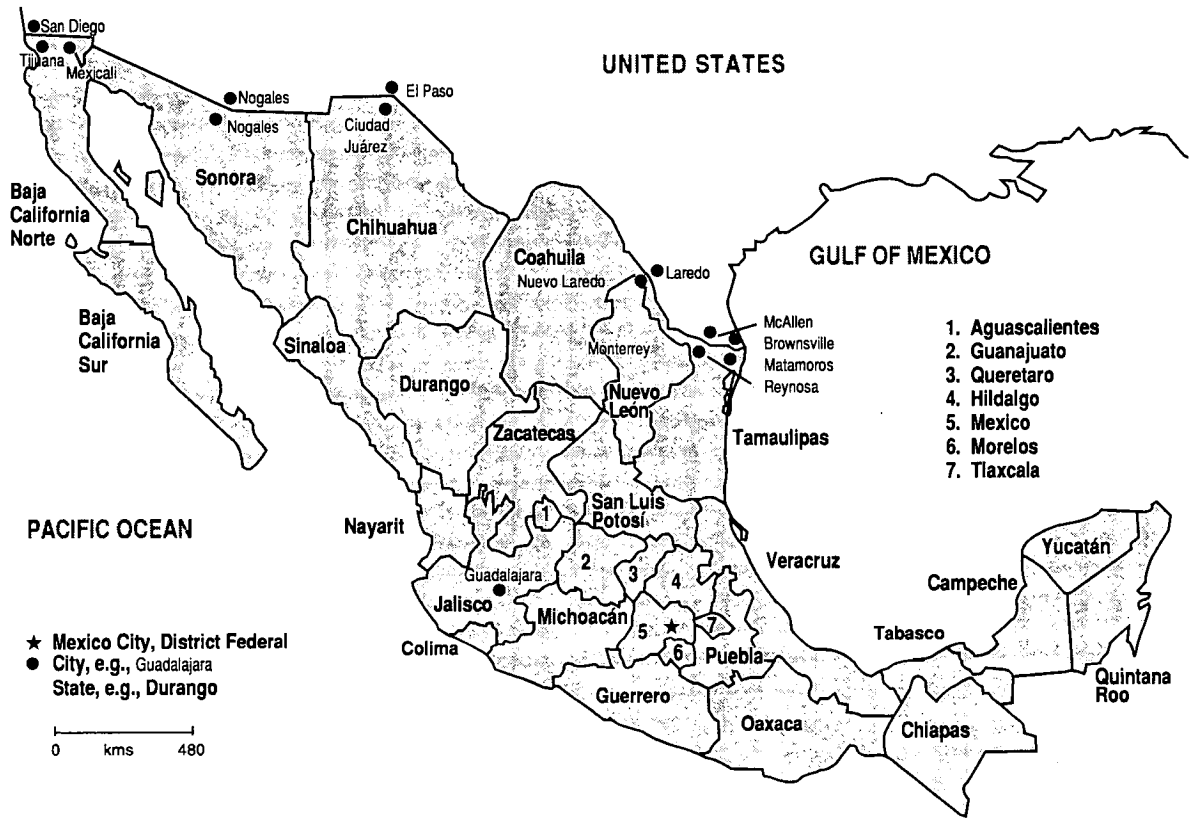 San Diego
Tijuana
Mexicali
Nogales
Nogales
El Paso
Ciudad
Juárez
UNITED STATES
Sonora
Chihuahua
Baja
California
Norte
Baja
California
Sur
Coahuila
Nuevo Laredo
Laredo
GULF OF MEXICO
McAllen
Brownsville
Matamoros
Reynosa
Sinaloa
Durango
Monterrey
Nuevo
León
Zacatecas
Tamaulipas
1. Aguascalientes
2. Guanajuato
3. Queretaro
4. Hildalgo
5. Mexico
6. Morelos
7. Tlaxcala
PACIFIC OCEAN
Nayarit
San Luis
Potosí
1
2
3
4
5
6
7
Guadalajara
Jalisco
Michoacán
Colima
Veracruz
Puebla
Guerrero
Oaxaca
Campeche
Yucatán
Tabasco
Quintana
Roo
Chiapas
Mexico City, District Federal
City, e.g., Guadalajara
State, e.g., Durango
0 kms 480